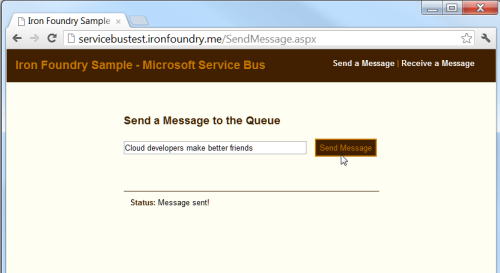 Iron Foundry Sample
servicebustest.ironfoundry.me/SendMessage.aspx
Iron Foundry Sample - Microsoft Service Bus
Send a Message | Receive a Message
Send a Message to the Queue
Cloud developers make better friends
Send Message
Status: Message sent!